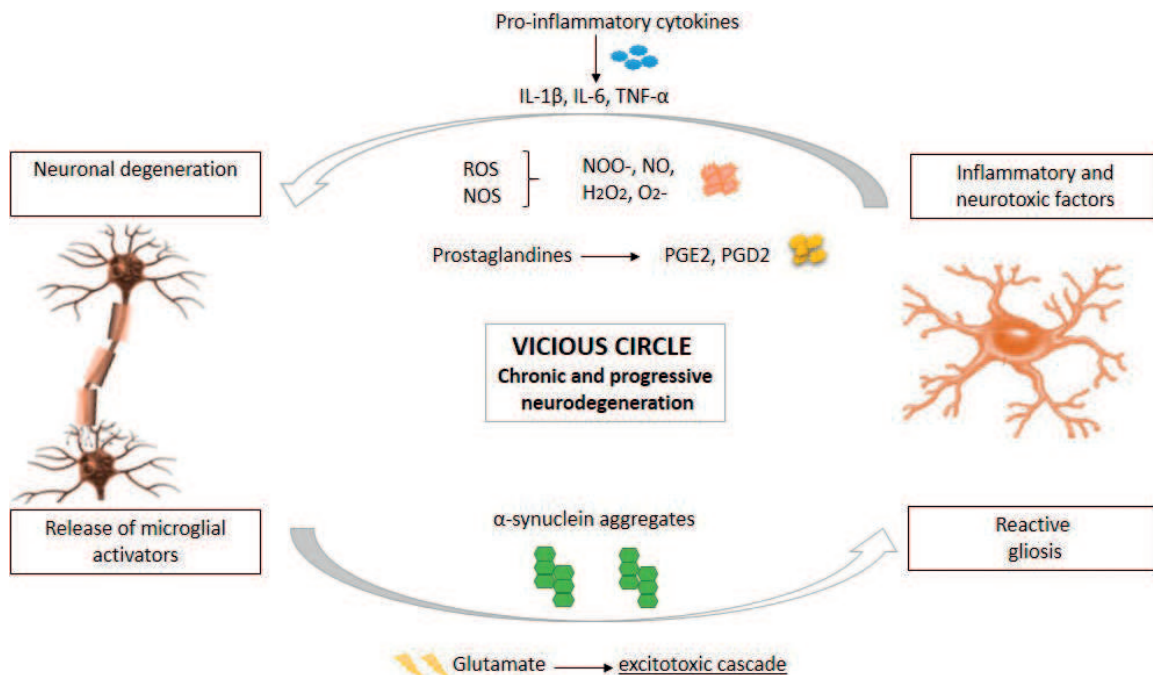 Pro-inflammatory cytokines
IL-1β, IL-6, TNF-α
Neuronal degeneration
ROS
NOS
NOO-, NO,
H2O2, O2-
Inflammatory and
neurotoxic factors
Prostaglandines
PGE2, PGD2
VICIOUS CIRCLE
Chronic and progressive
neurodegeneration
Release of microglial
activators
α-synuclein aggregates
Reactive
gliosis
Glutamate
excitotoxic cascade